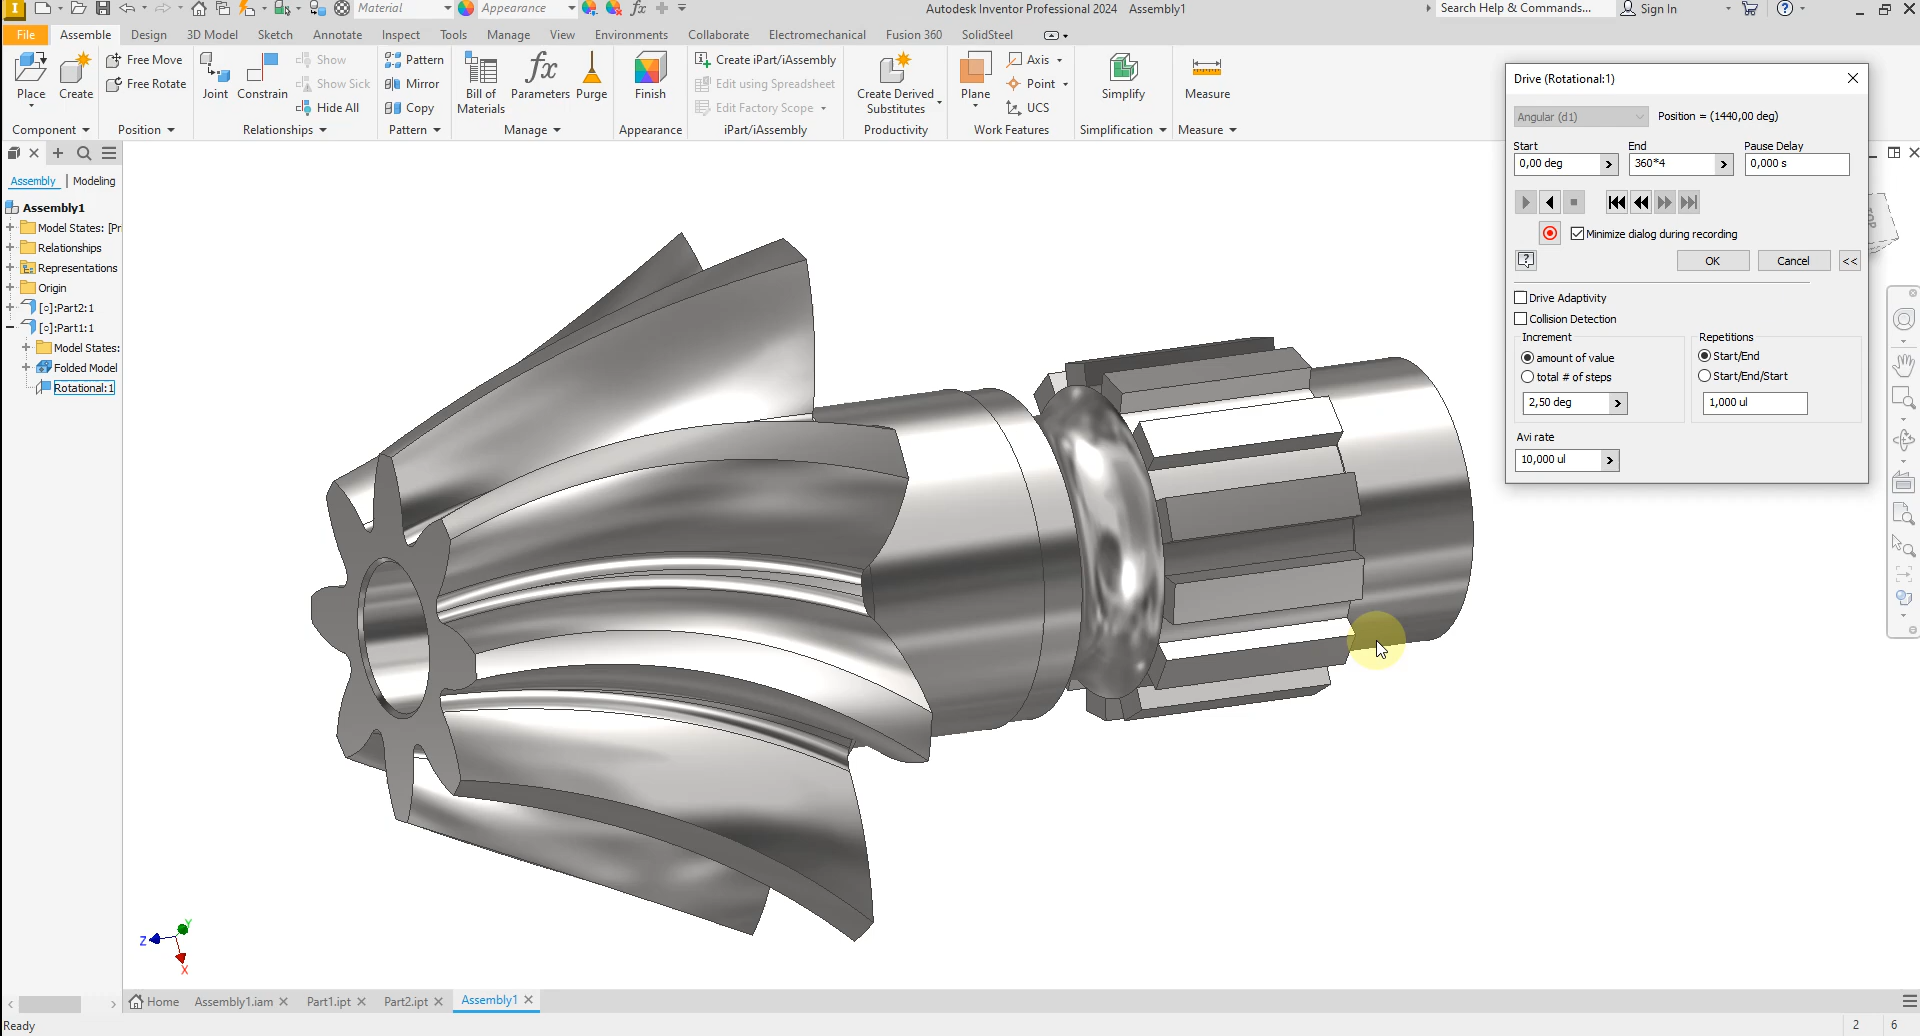 Material
Appearance
Autodesk Inventor Professional 2024 Assembly1
Search Help & Commands...
Sign In
File Assemble Design 3D Model Sketch Annotate Inspect Tools Manage View Environments Collaborate Electromechanical Fusion 360 SolidSteel
Place
Create
Component
Free Move
Free Rotate
Position
Joint
Constrain
Show
Show Sick
Hide All
Relationships
Pattern
Mirror
Copy
Pattern
Bill of
Materials
Parameters
Purge
Manage
Finish
Appearance
Create iPart/iAssembly
Edit using Spreadsheet
Edit Factory Scope
iPart/iAssembly
Create Derived
Substitutes
Productivity
Plane
Axis
Point
UCS
Work Features
Simplify
Simplification
Measure
Measure
Assembly | Modeling
Assembly1
Model States: [Pr
Relationships
Representations
Origin
[○]:Part2:1
[○]:Part1:1
Model States:
Folded Model
Rotational:1
Drive (Rotational:1)
Angular (d1)
Position = (1440,00 deg)
Start
End
Pause Delay
0,00 deg
360*4
0,000 s
Minimize dialog during recording
OK
Cancel
<<
Drive Adaptivity
Collision Detection
Increment
amount of value
total # of steps
2,50 deg
Repetitions
Start/End
Start/End/Start
1,000 ul
Avi rate
10,000 ul
Z
Y
X
Home Assembly1.iam Part1.ipt Part2.ipt Assembly1
Ready
2 6